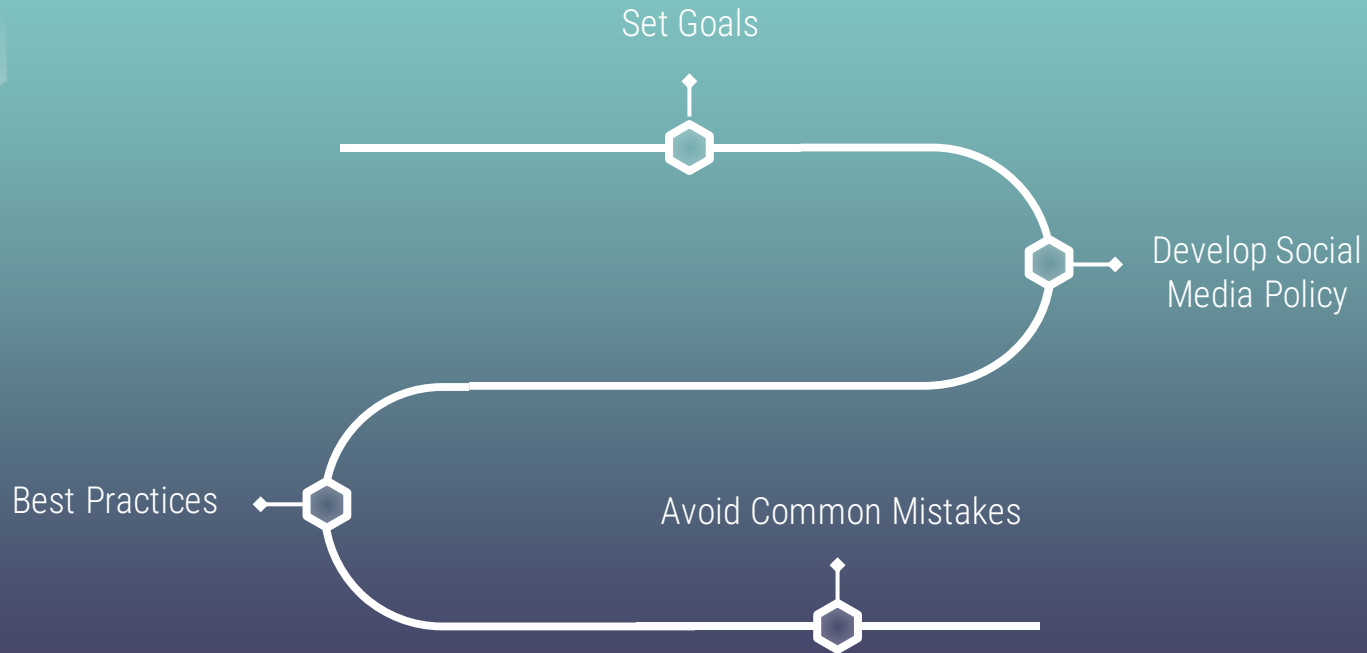 Set Goals
Develop Social
Media Policy
Best Practices
Avoid Common Mistakes